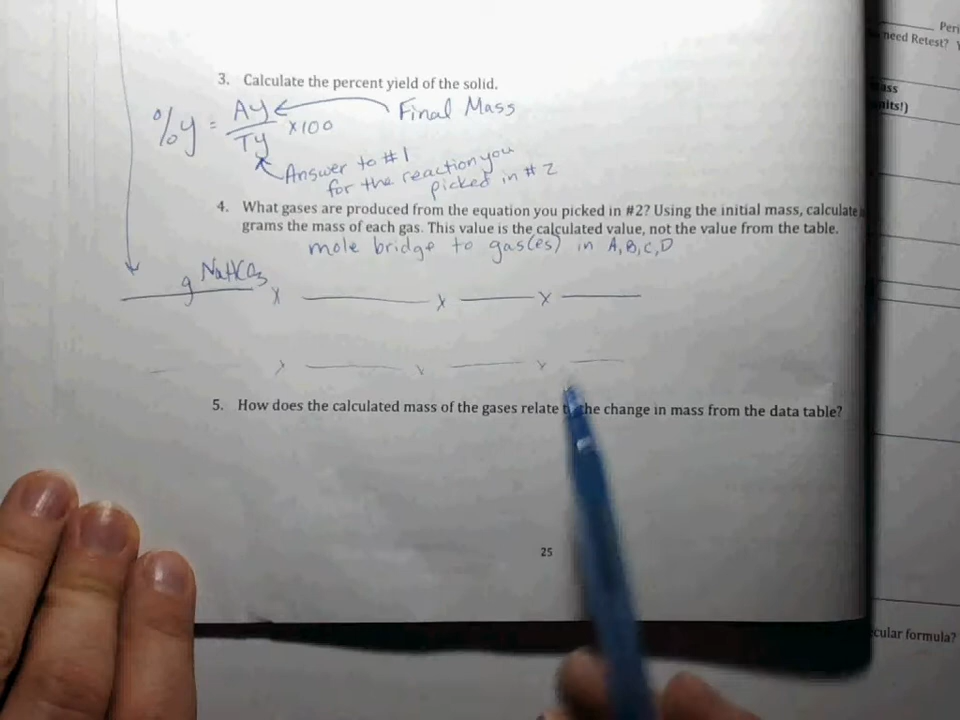 Peri
need Retest?
3. Calculate the percent yield of the solid.
%y = AY/TY x100 Final Mass
Answer to #1
for the reaction you
picked in #2
4. What gases are produced from the equation you picked in #2? Using the initial mass, calculate
grams the mass of each gas. This value is the calculated value, not the value from the table.
mole bridge to gas(es) in A, B, C, D
g NaHCO3 x x x
x x x
5. How does the calculated mass of the gases relate the change in mass from the data table?
25
ass
nits!)
cular formula?